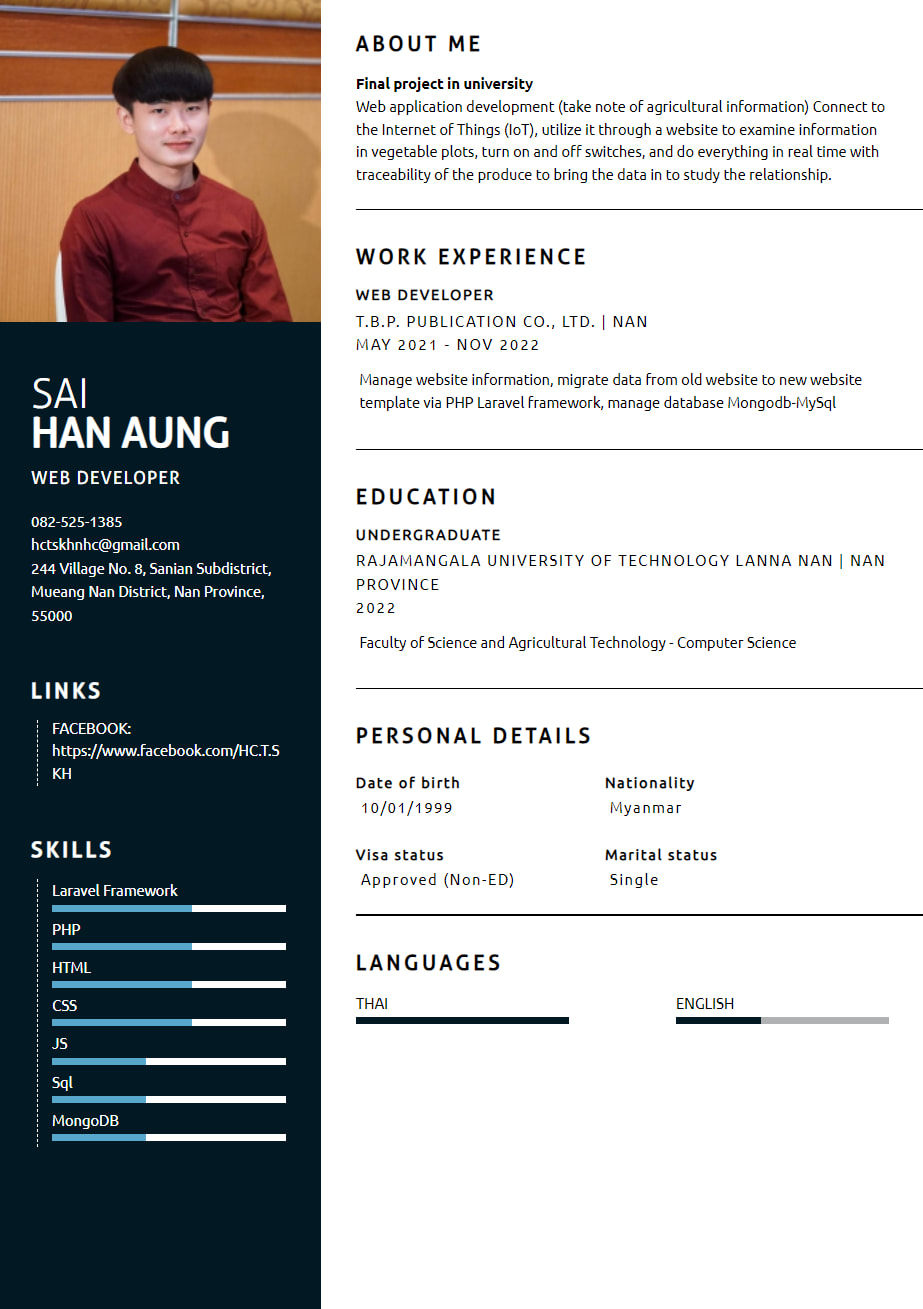 SAI
HAN AUNG
WEB DEVELOPER
082-525-1385
hctskhnhc@gmail.com
244 Village No. 8, Sanian Subdistrict,
Mueang Nan District, Nan Province,
55000
LINKS
FACEBOOK:
https://www.facebook.com/HC.T.S
KH
SKILLS
Laravel Framework
PHP
HTML
CSS
JS
Sql
MongoDB
ABOUT ME
Final project in university
Web application development (take note of agricultural information) Connect to
the Internet of Things (IoT), utilize it through a website to examine information
in vegetable plots, turn on and off switches, and do everything in real time with
traceability of the produce to bring the data in to study the relationship.
WORK EXPERIENCE
WEB DEVELOPER
T.B.P. PUBLICATION CO., LTD. | NAN
MAY 2021 - NOV 2022
Manage website information, migrate data from old website to new website
template via PHP Laravel framework, manage database Mongodb-MySql
EDUCATION
UNDERGRADUATE
RAJAMANGALA UNIVERSITY OF TECHNOLOGY LANNA NAN | NAN
PROVINCE
2022
Faculty of Science and Agricultural Technology - Computer Science
PERSONAL DETAILS
Date of birth
10/01/1999
Nationality
Myanmar
Visa status
Approved (Non-ED)
Marital status
Single
LANGUAGES
THAI
ENGLISH